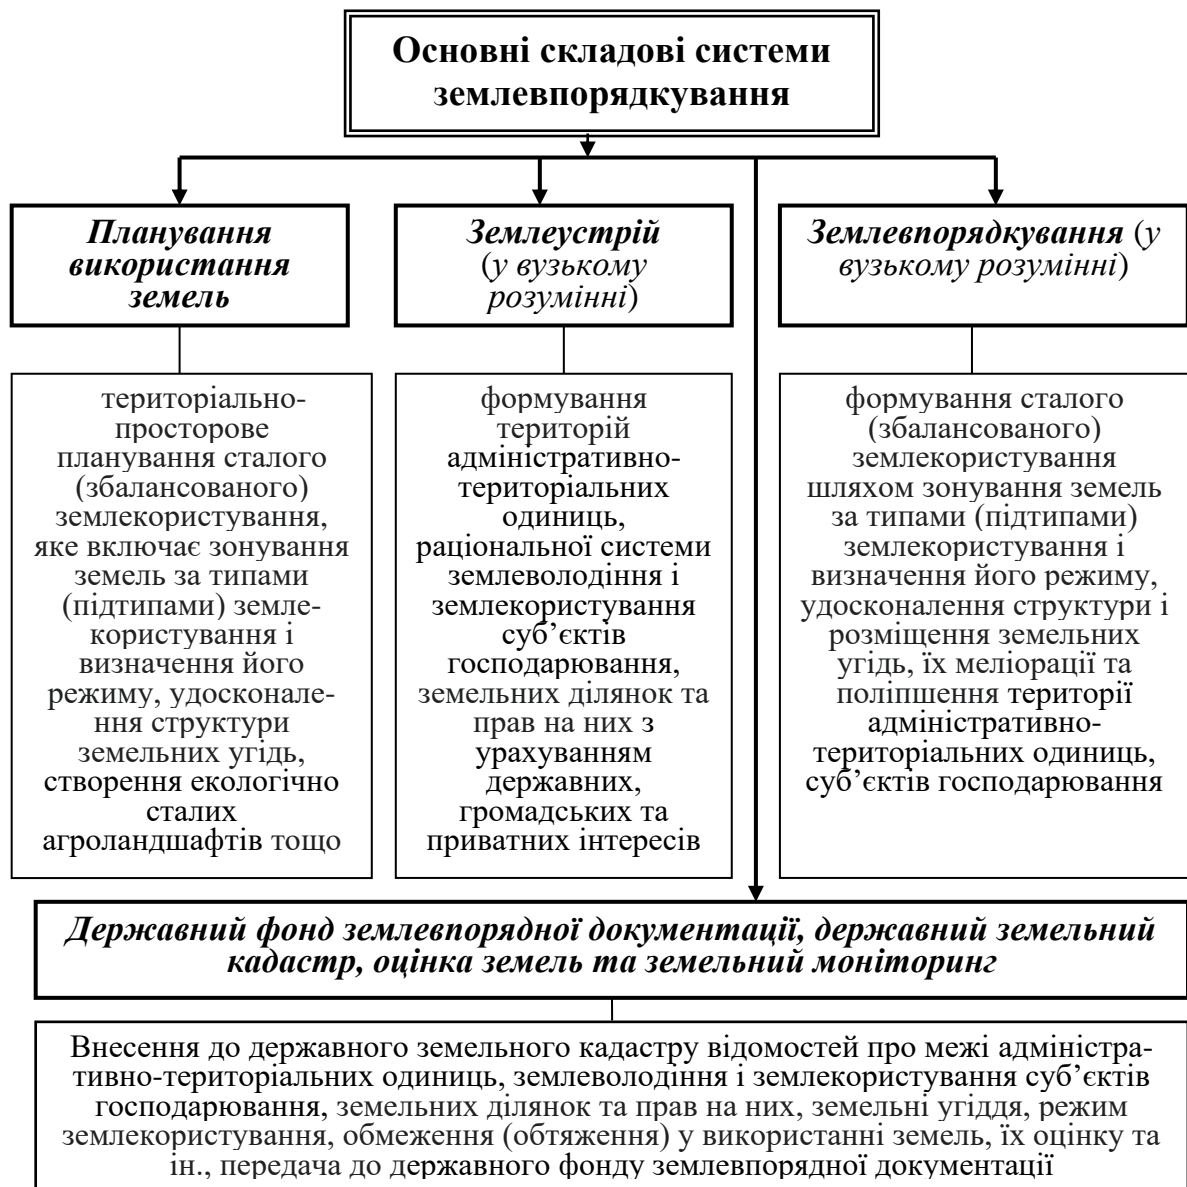 Основні складові системи
землевпорядкування
Планування
використання
земель
Землеустрій
(у вузькому
розумінні)
Землевпорядкування (у
вузькому розумінні)
територіально-
просторове
планування сталого
(збалансованого)
землекористування,
яке включає зонування
земель за типами
(підтипами) земле-
користування і
визначення його
режиму, удосконале-
ння структури
земельних угідь,
створення екологічно
сталих
агроландшафтів тощо
формування
територій
адміністративно-
територіальних
одиниць,
раціональної системи
землеволодіння і
землекористування
суб’єктів
господарювання,
земельних ділянок та
прав на них з
урахуванням
державних,
громадських та
приватних інтересів
формування сталого
(збалансованого)
землекористування
шляхом зонування земель
за типами (підтипами)
землекористування і
визначення його режиму,
удосконалення структури і
розміщення земельних
угідь, їх меліорації та
поліпшення території
адміністративно-
територіальних одиниць,
суб’єктів господарювання
Державний фонд землевпорядної документації, державний земельний
кадастр, оцінка земель та земельний моніторинг
Внесення до державного земельного кадастру відомостей про межі адміністра-
тивно-територіальних одиниць, землеволодіння і землекористування суб’єктів
господарювання, земельних ділянок та прав на них, земельні угіддя, режим
землекористування, обмеження (обтяження) у використанні земель, їх оцінку та
ін., передача до державного фонду землевпорядної документації